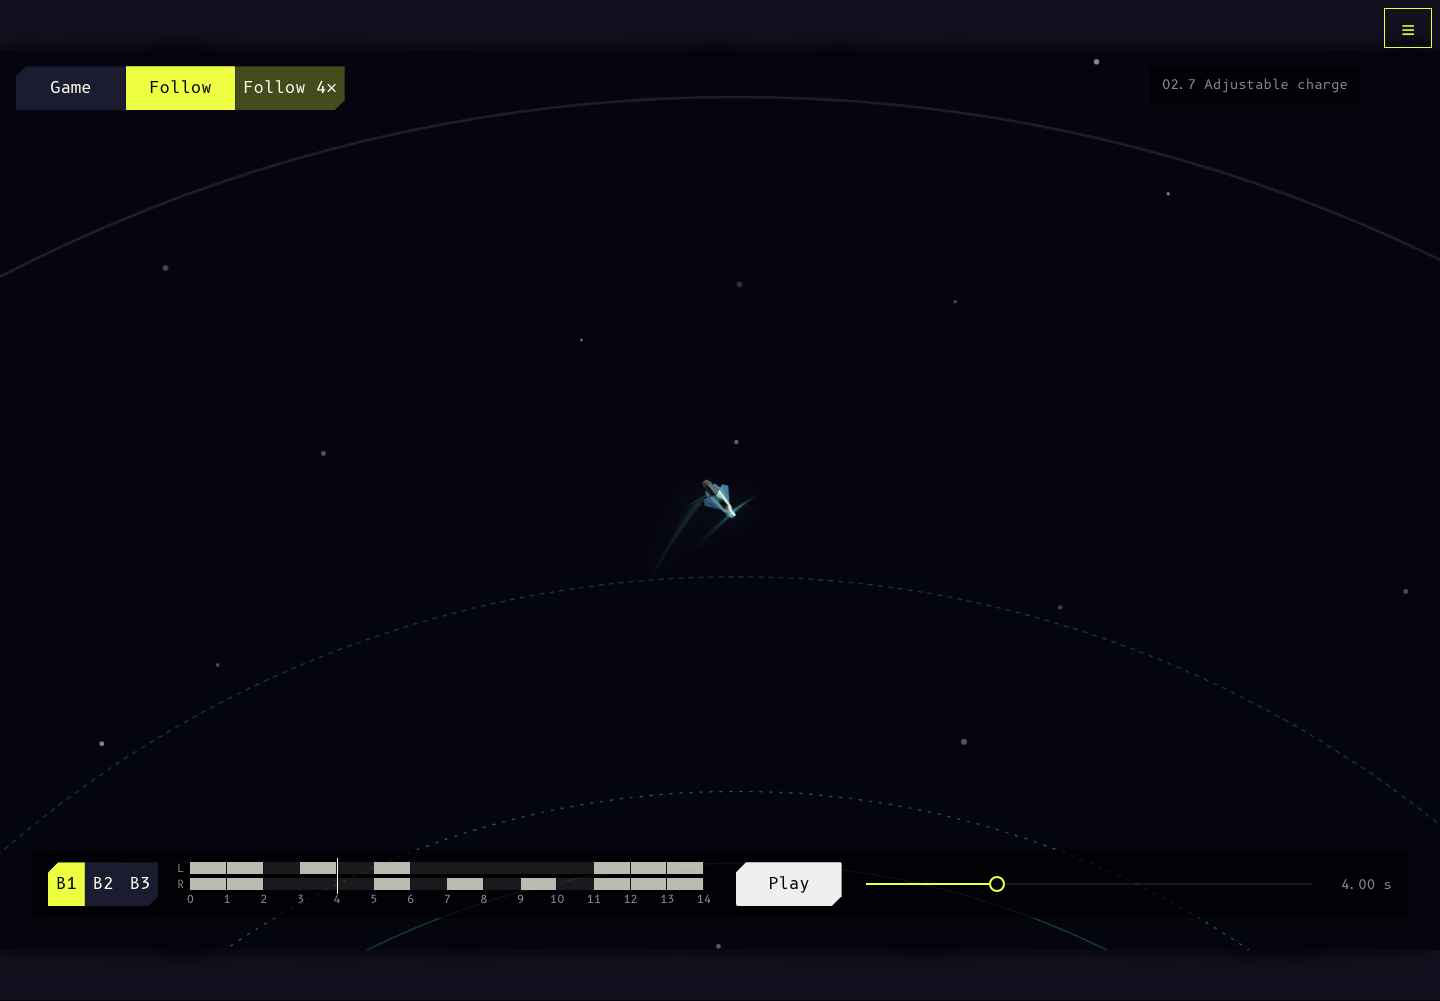 ≡
Game Follow Follow 4×
02.7 Adjustable charge
L
B1 B2 B3
R
0 1 2 3 4 5 6 7 8 9 10 11 12 13 14
Play
4.00 s